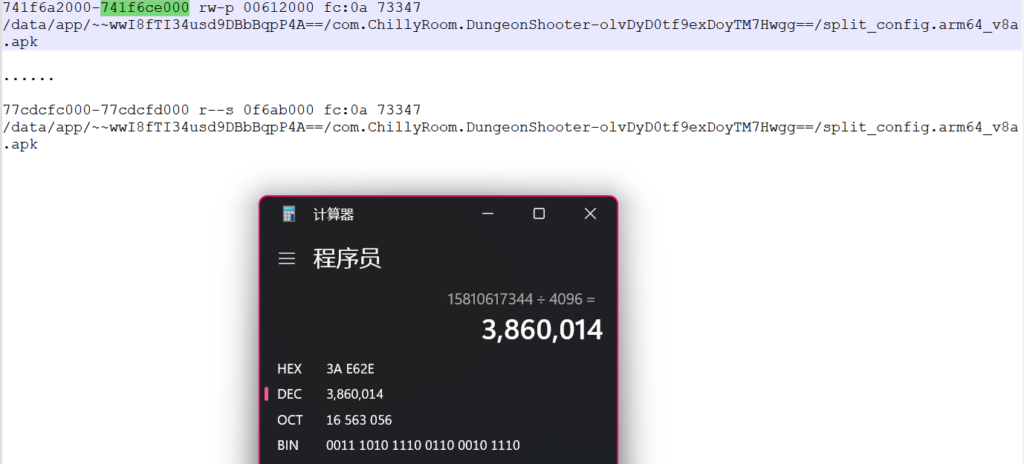 741f6a2000-741f6ce000 rw-p 00612000 fc:0a 73347
/data/app/~~wwI8fTI34usd9DBbBqpP4A==/com.ChillyRoom.DungeonShooter-olvDyD0tf9exDoyTM7Hwgg==/split_config.arm64_v8a
.apk
......
77cdcfc000-77cdcfd000 r--s 0f6ab000 fc:0a 73347
/data/app/~~wwI8fTI34usd9DBbBqpP4A==/com.ChillyRoom.DungeonShooter-olvDyD0tf9exDoyTM7Hwgg==/split_config.arm64_v8a
.apk
计算器
程序员
15810617344 ÷ 4096 =
3,860,014
HEX 3A E62E
DEC 3,860,014
OCT 16 563 056
BIN 0011 1010 1110 0110 0010 1110